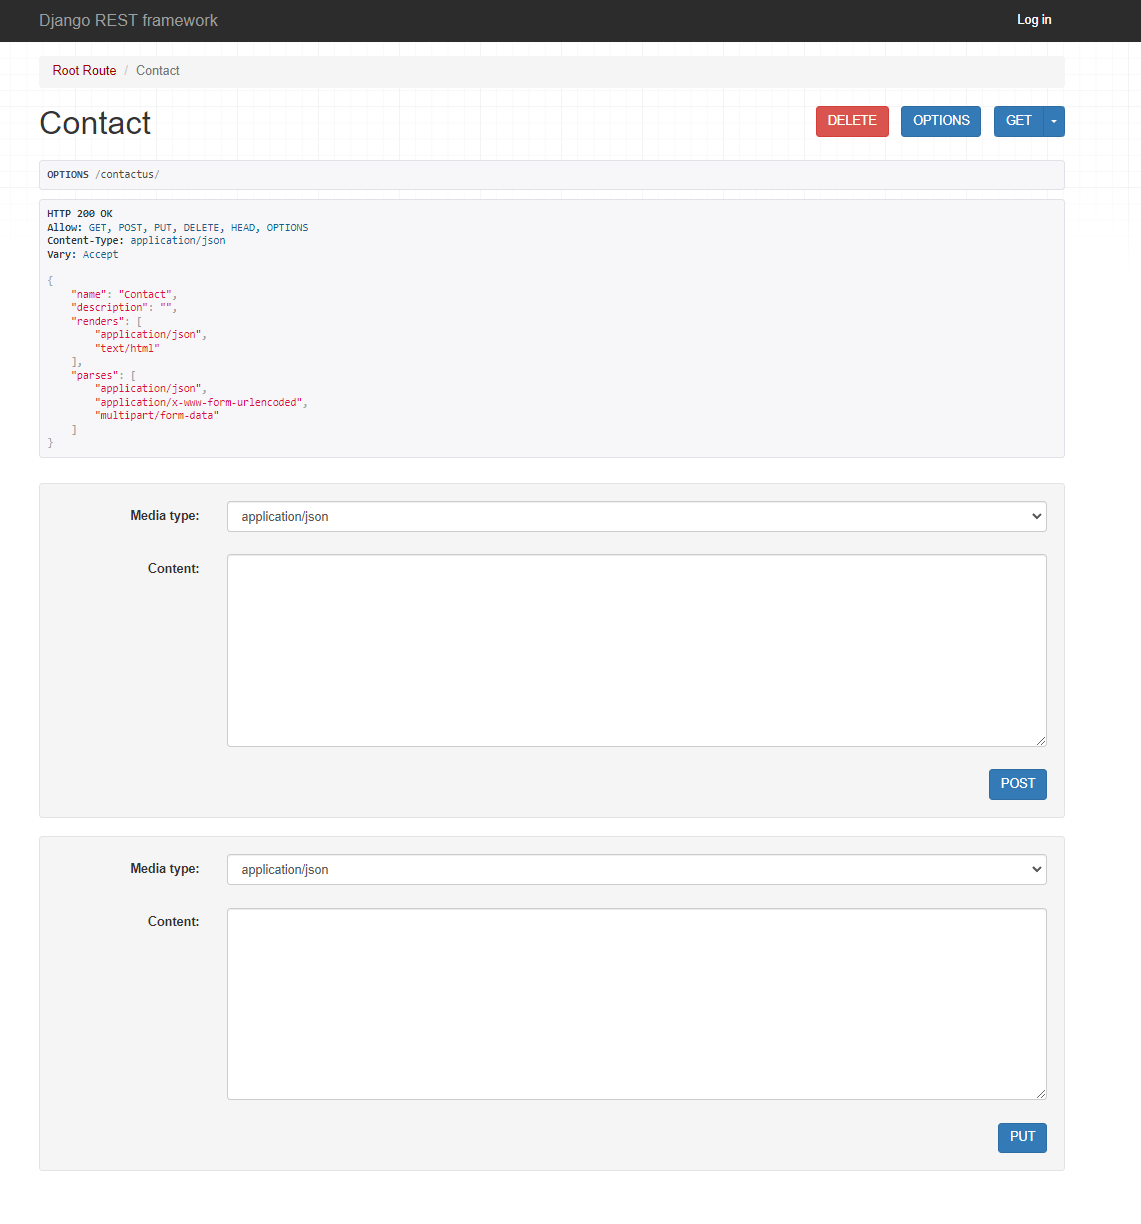 Django REST framework
Log in
Root Route / Contact
Contact
DELETE
OPTIONS
GET
OPTIONS /contactus/
HTTP 200 OK
Allow: GET, POST, PUT, DELETE, HEAD, OPTIONS
Content-Type: application/json
Vary: Accept
{
    "name": "Contact",
    "description": "",
    "renders": [
        "application/json",
        "text/html"
    ],
    "parses": [
        "application/json",
        "application/x-www-form-urlencoded",
        "multipart/form-data"
    ]
}
Media type:
application/json
Content:
POST
Media type:
application/json
Content:
PUT